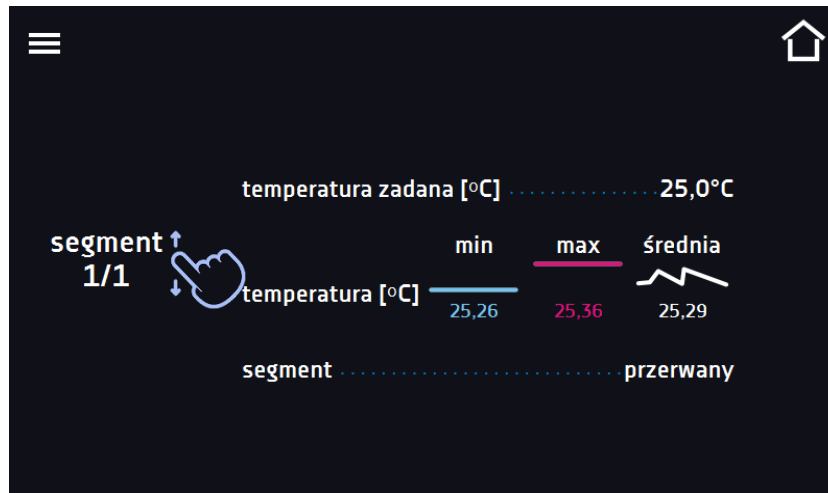 temperatura zadana [°C] ............... 25,0°C
segment
1/1
min max średnia
temperatura [°C]
25,26 25,36 25,29
segment ............................ przerwany